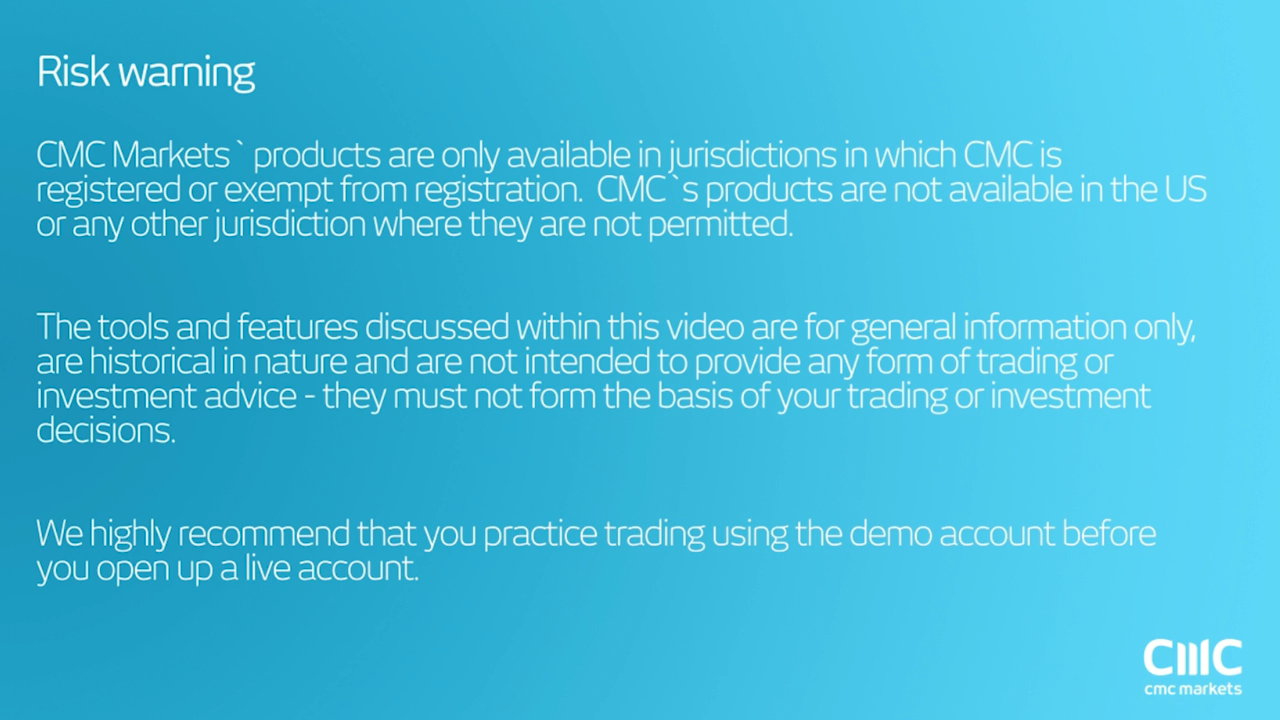 Risk warning
CMC Markets` products are only available in jurisdictions in which CMC is
registered or exempt from registration.  CMC`s products are not available in the US
or any other jurisdiction where they are not permitted.
The tools and features discussed within this video are for general information only,
are historical in nature and are not intended to provide any form of trading or
investment advice - they must not form the basis of your trading or investment
decisions.
We highly recommend that you practice trading using the demo account before
you open up a live account.
CMC
cmc markets